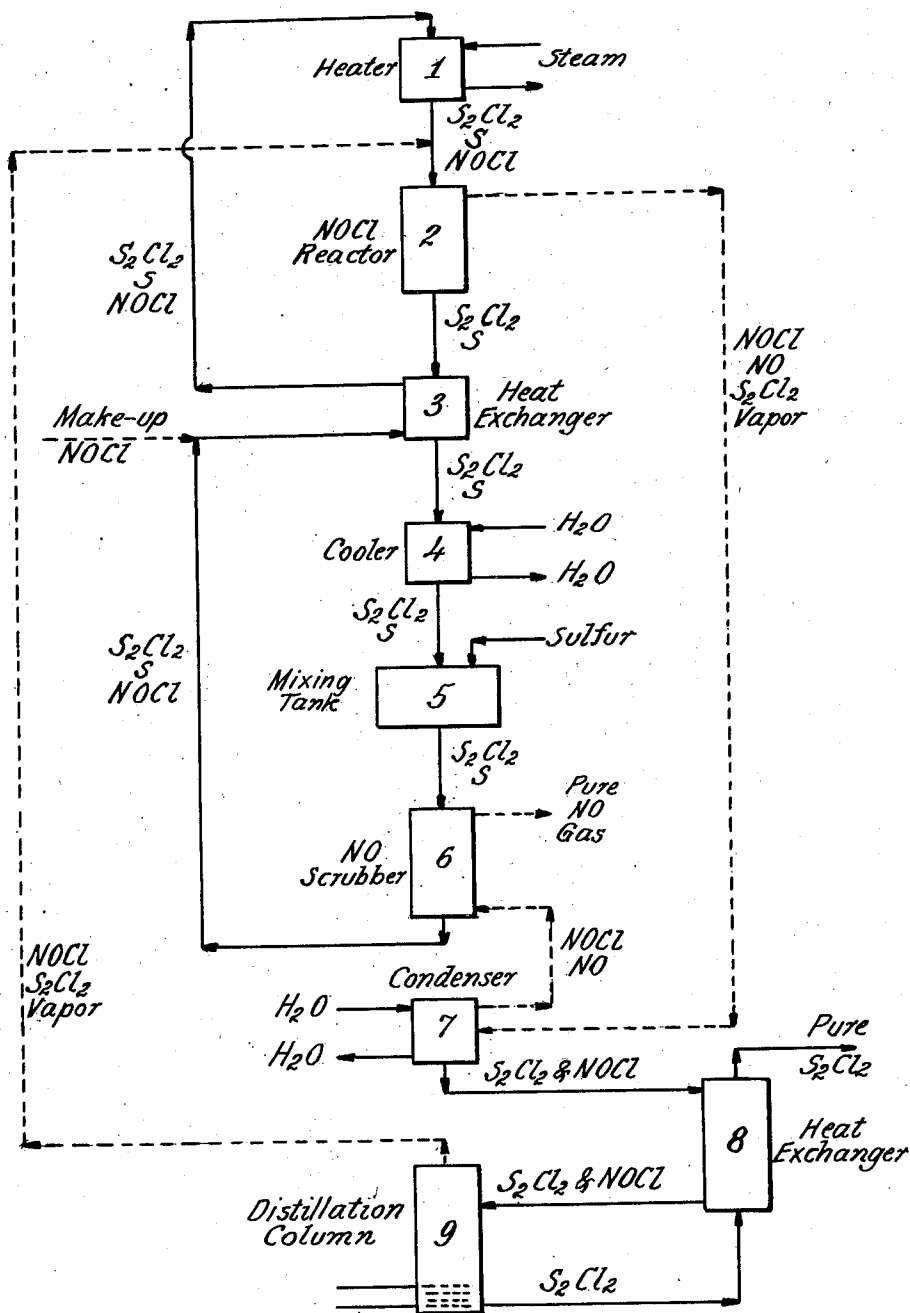 Heater
1
Steam
S₂Cl₂
S
NOCl
NOCl
Reactor
2
S₂Cl₂
S
NOCl
S₂Cl₂
S
NOCl
NO
S₂Cl₂
Vapor
3
Heat
Exchanger
Make-up
NOCl
S₂Cl₂
S
Cooler
4
H₂O
H₂O
S₂Cl₂
S
Sulfur
S₂Cl₂
S
NOCl
Mixing
Tank
5
S₂Cl₂
S
Pure
NO
Gas
NO
Scrubber
6
NOCl
NO
NOCl
S₂Cl₂
Vapor
Condenser
H₂O
7
H₂O
Pure
S₂Cl₂
S₂Cl₂ & NOCl
8
Heat
Exchanger
S₂Cl₂ & NOCl
Distillation
Column
9
S₂Cl₂